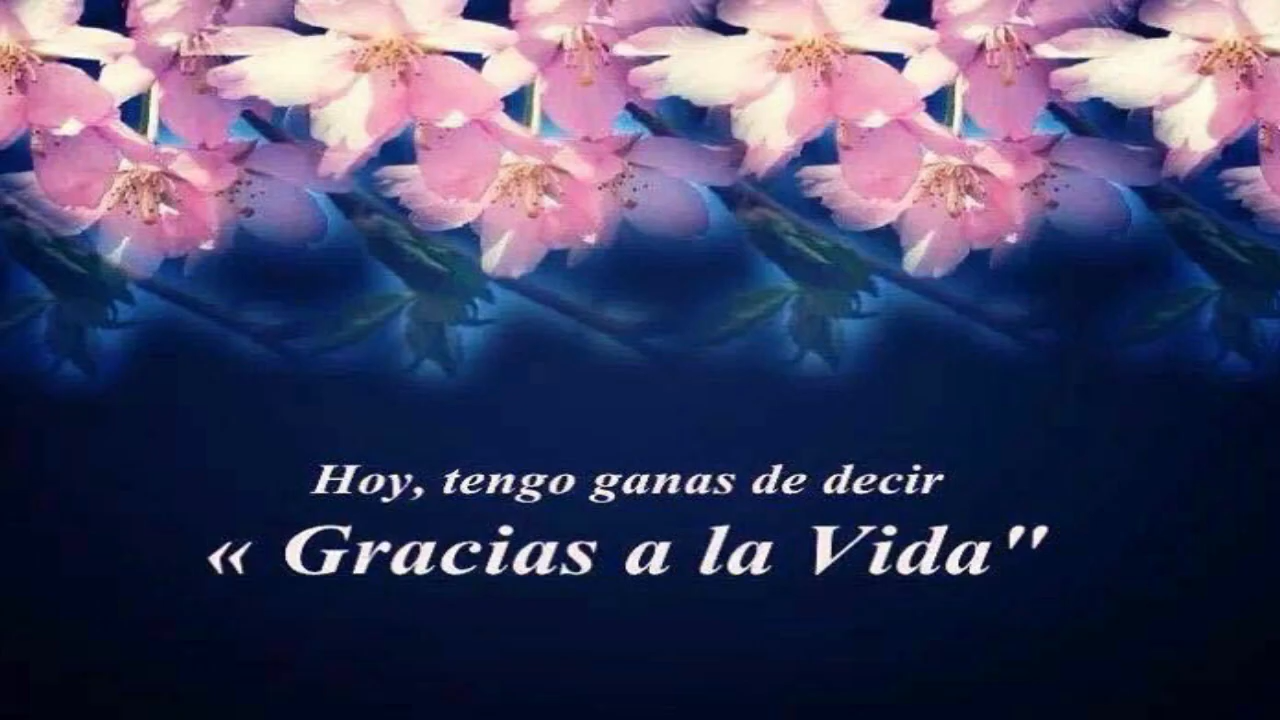 Hoy, tengo ganas de decir
« Gracias a la Vida"